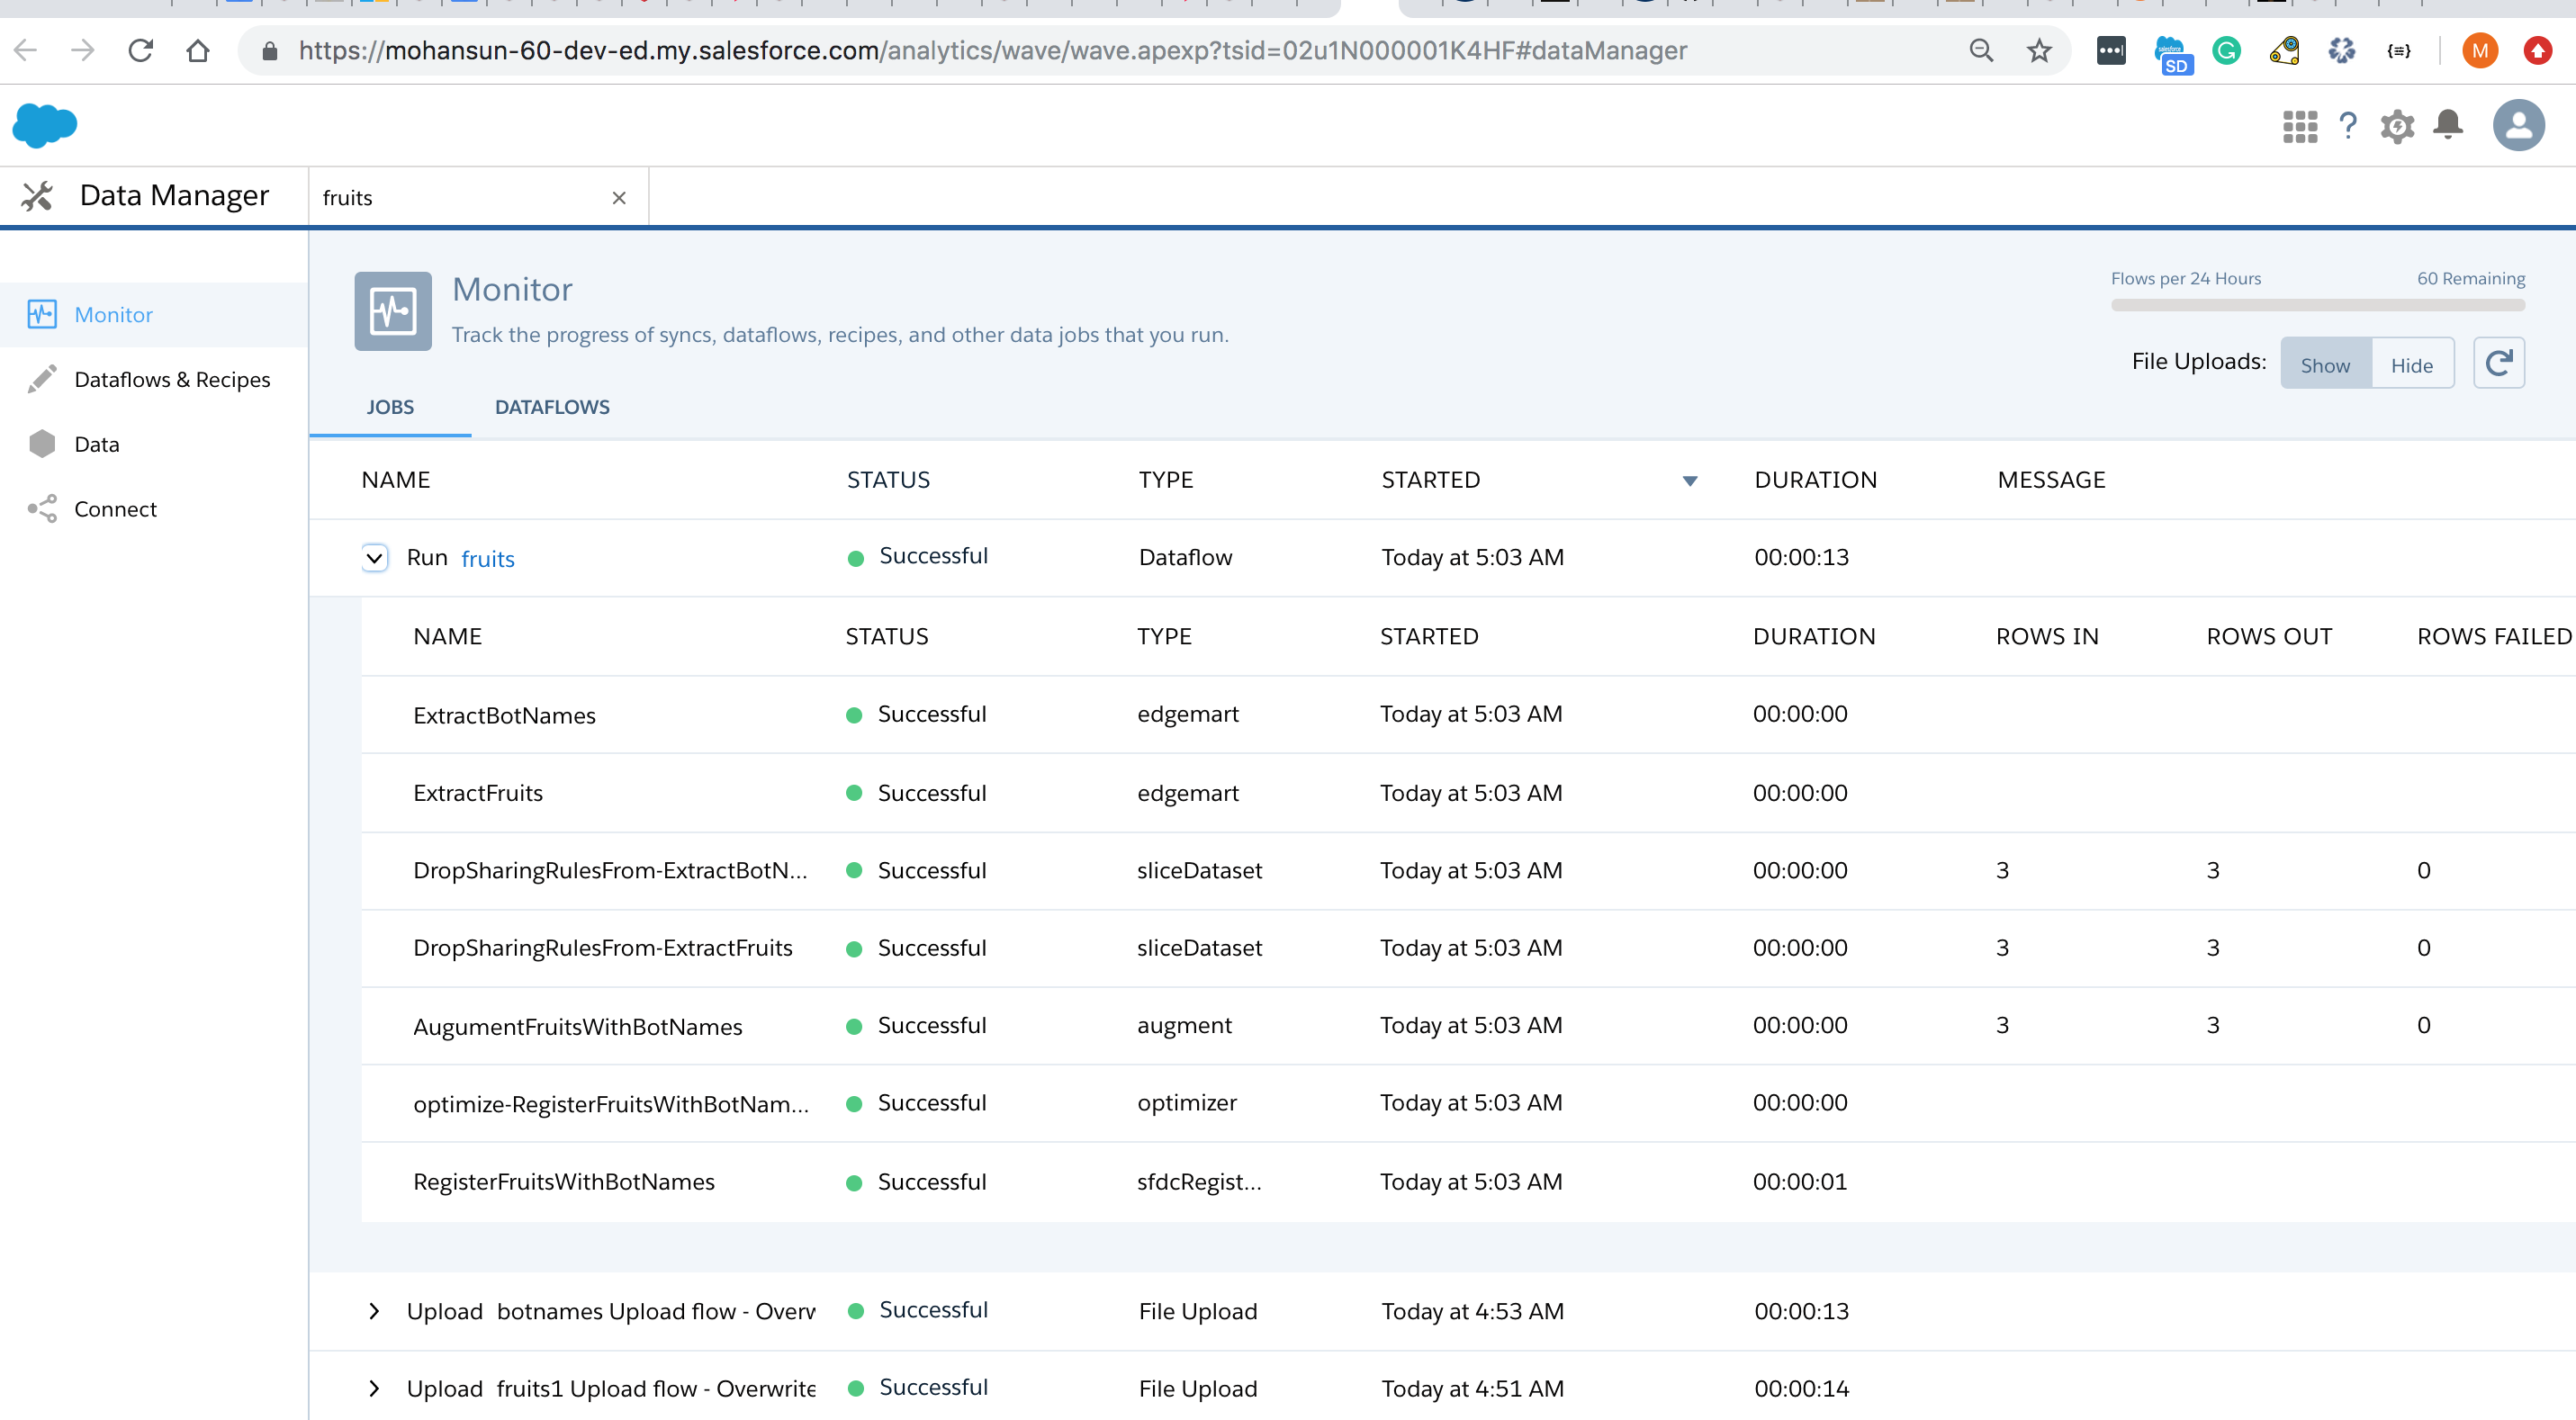 https://mohansun-60-dev-ed.my.salesforce.com/analytics/wave/wave.apexp?tsid=02u1N000001K4HF#dataManager
SD
M
Data Manager
fruits
Monitor
Dataflows & Recipes
Data
Connect
Monitor
Track the progress of syncs, dataflows, recipes, and other data jobs that you run.
Flows per 24 Hours 60 Remaining
File Uploads: Show Hide
JOBS DATAFLOWS
NAME STATUS TYPE STARTED DURATION MESSAGE
Run fruits Successful Dataflow Today at 5:03 AM 00:00:13
NAME STATUS TYPE STARTED DURATION ROWS IN ROWS OUT ROWS FAILED
ExtractBotNames Successful edgemart Today at 5:03 AM 00:00:00
ExtractFruits Successful edgemart Today at 5:03 AM 00:00:00
DropSharingRulesFrom-ExtractBotN... Successful sliceDataset Today at 5:03 AM 00:00:00 3 3 0
DropSharingRulesFrom-ExtractFruits Successful sliceDataset Today at 5:03 AM 00:00:00 3 3 0
AugumentFruitsWithBotNames Successful augment Today at 5:03 AM 00:00:00 3 3 0
optimize-RegisterFruitsWithBotNam... Successful optimizer Today at 5:03 AM 00:00:00
RegisterFruitsWithBotNames Successful sfdcRegist... Today at 5:03 AM 00:00:01
Upload botnames Upload flow - Overw Successful File Upload Today at 4:53 AM 00:00:13
Upload fruits1 Upload flow - Overwrite Successful File Upload Today at 4:51 AM 00:00:14